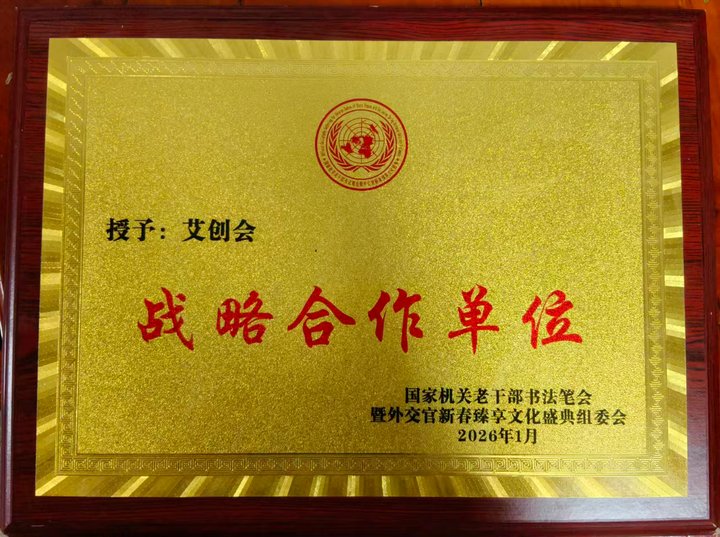 授予：艾创会
战略合作单位
国家机关老干部书法笔会
暨外交官新春臻享文化盛典组委会
2026年1月